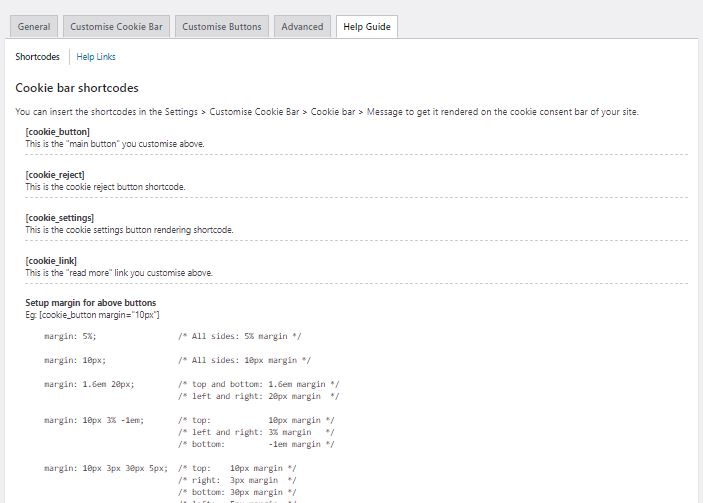 General Customise Cookie Bar Customise Buttons Advanced Help Guide
Shortcodes Help Links
Cookie bar shortcodes
You can insert the shortcodes in the Settings > Customise Cookie Bar > Cookie bar > Message to get it rendered on the cookie consent bar of your site.
[cookie_button]
This is the "main button" you customise above.
[cookie_reject]
This is the cookie reject button shortcode.
[cookie_settings]
This is the cookie settings button rendering shortcode.
[cookie_link]
This is the "read more" link you customise above.
Setup margin for above buttons
Eg: [cookie_button margin="10px"]
margin: 5%; /* All sides: 5% margin */
margin: 10px; /* All sides: 10px margin */
margin: 1.6em 20px; /* top and bottom: 1.6em margin */
/* left and right: 20px margin */
margin: 10px 3% -1em; /* top: 10px margin */
/* left and right: 3% margin */
/* bottom: -1em margin */
margin: 10px 3px 30px 5px; /* top: 10px margin */
/* right: 3px margin */
/* bottom: 30px margin */